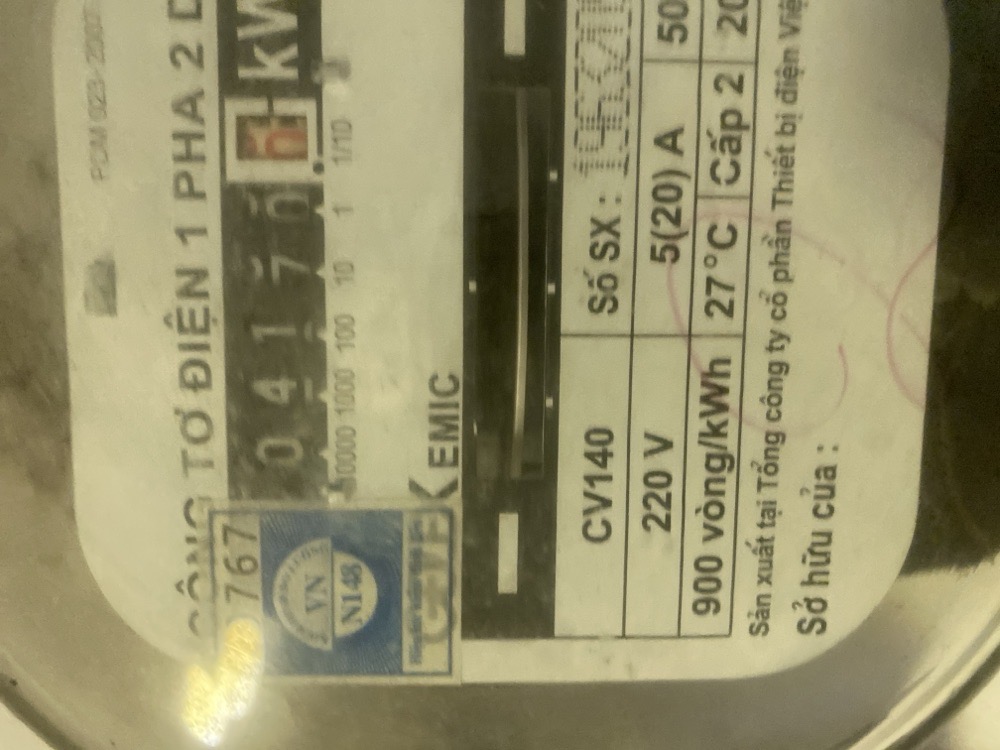 CÔNG TƠ ĐIỆN 1 PHA 2 D
kW
0 4 1 7 0
10000 1000 100 10 1 1/10
767
VN
N148
EMIC
CV140
Số SX :
220 V
5(20) A
50
900 vòng/kWh
27°C
Cấp 2
20
Sản xuất tại Tổng công ty cổ phần Thiết bị điện Việ
Sở hữu của :